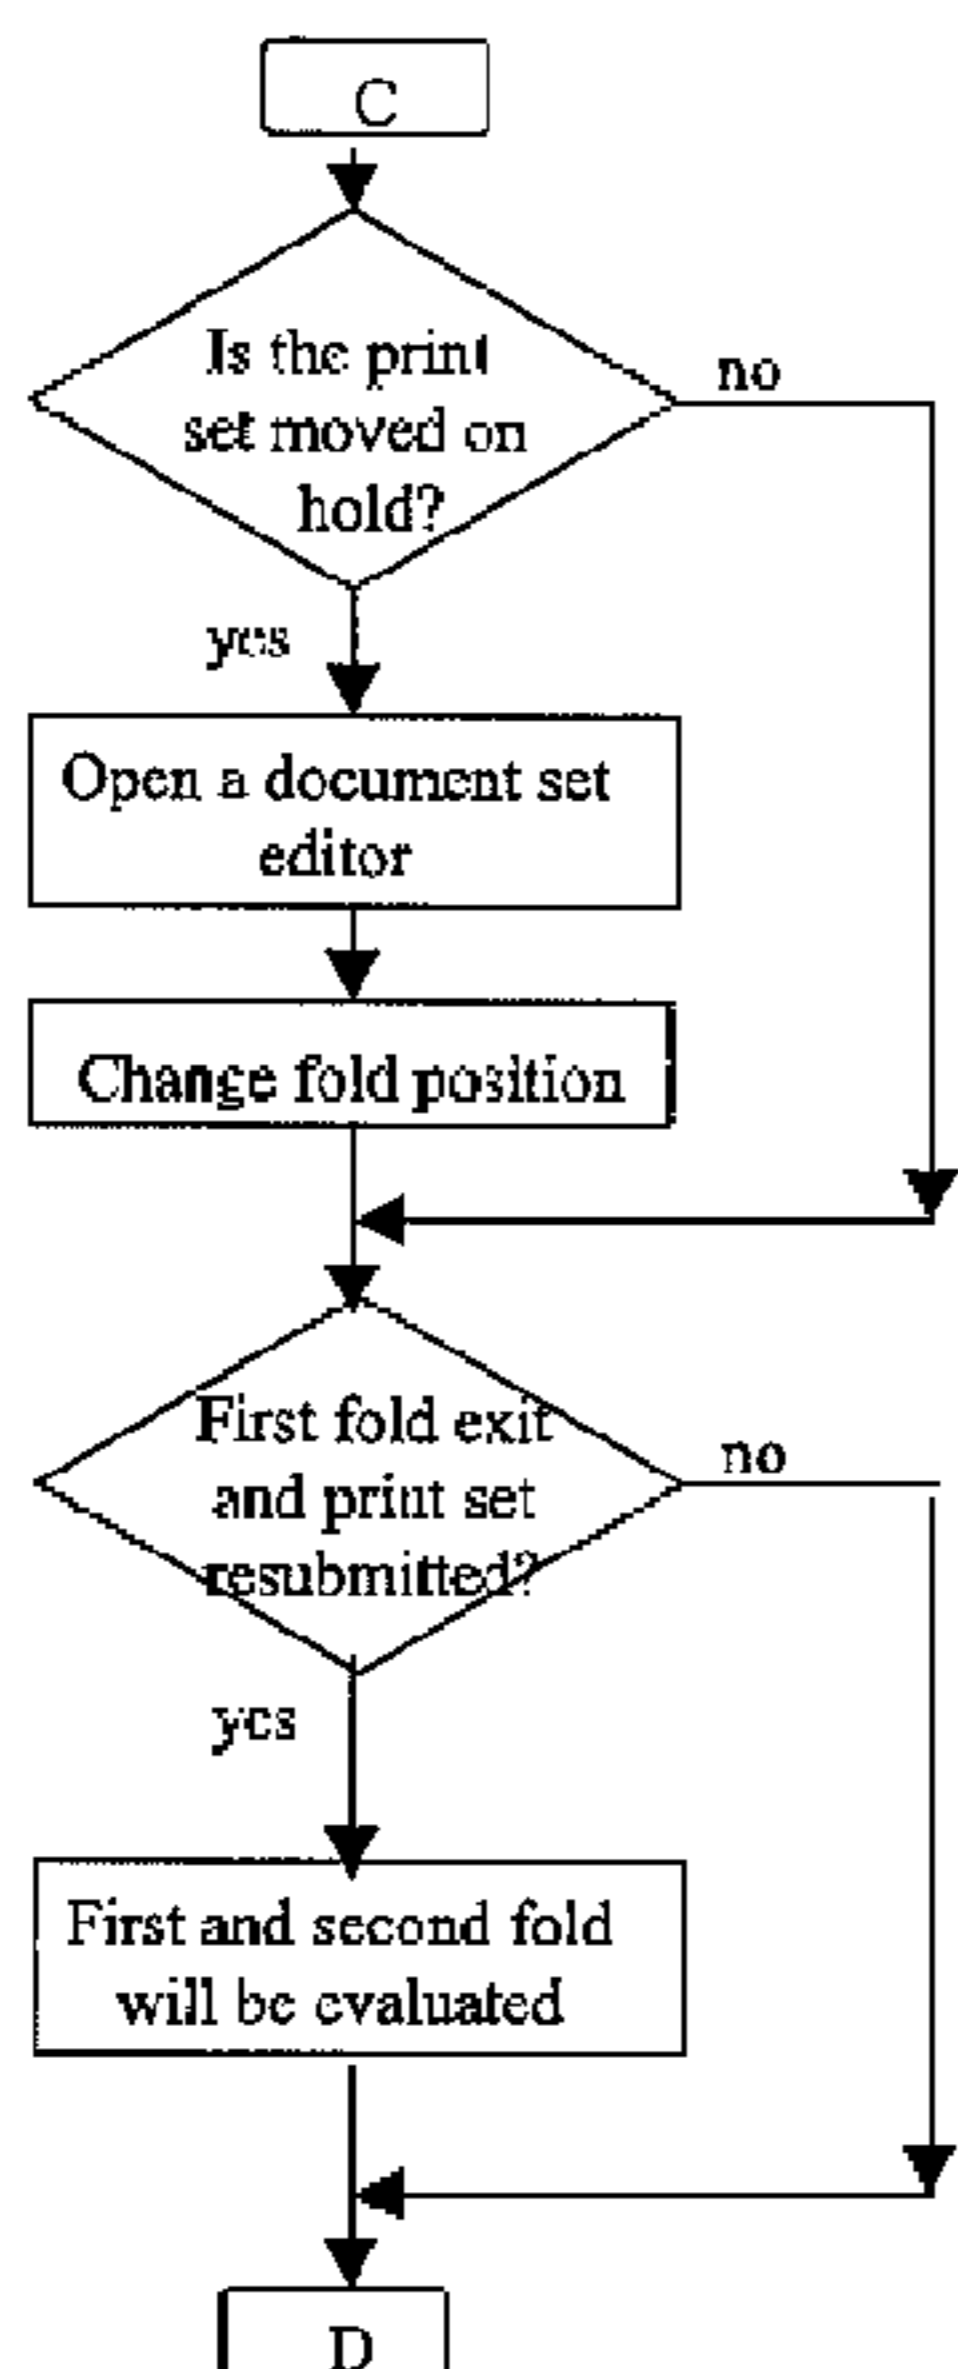 C
Is the print
no
set moved on
hold?
yes
Open a document set
editor
Change fold position
First fold exit
no
and print set
resubmitted?
yes
First and second fold
will be evaluated
D